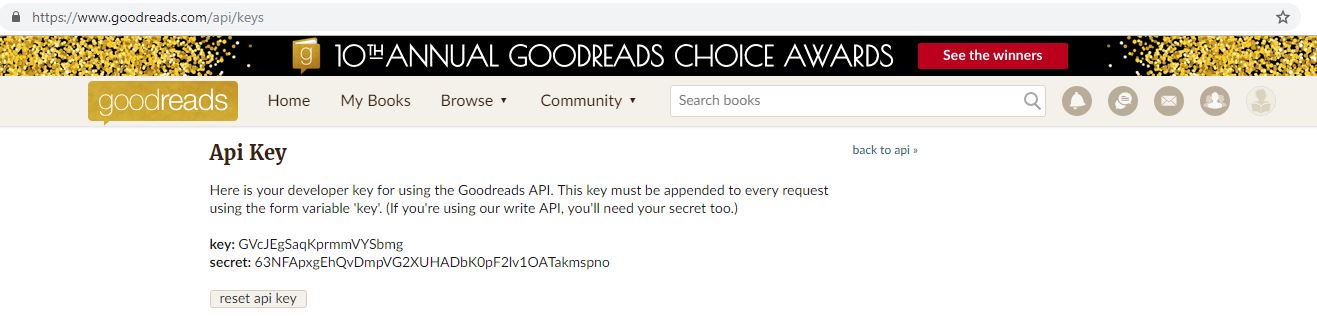 https://www.goodreads.com/api/keys
g 10TH ANNUAL GOODREADS CHOICE AWARDS See the winners
goodreads Home My Books Browse ▼ Community ▼ Search books
Api Key back to api »
Here is your developer key for using the Goodreads API. This key must be appended to every request
using the form variable 'key'. (If you're using our write API, you'll need your secret too.)
key: GVcJEgSaqKprmmVYSbmg
secret: 63NFApxgEhQvDmpVG2XUHADbK0pF2lv1OATakmspno
reset api key